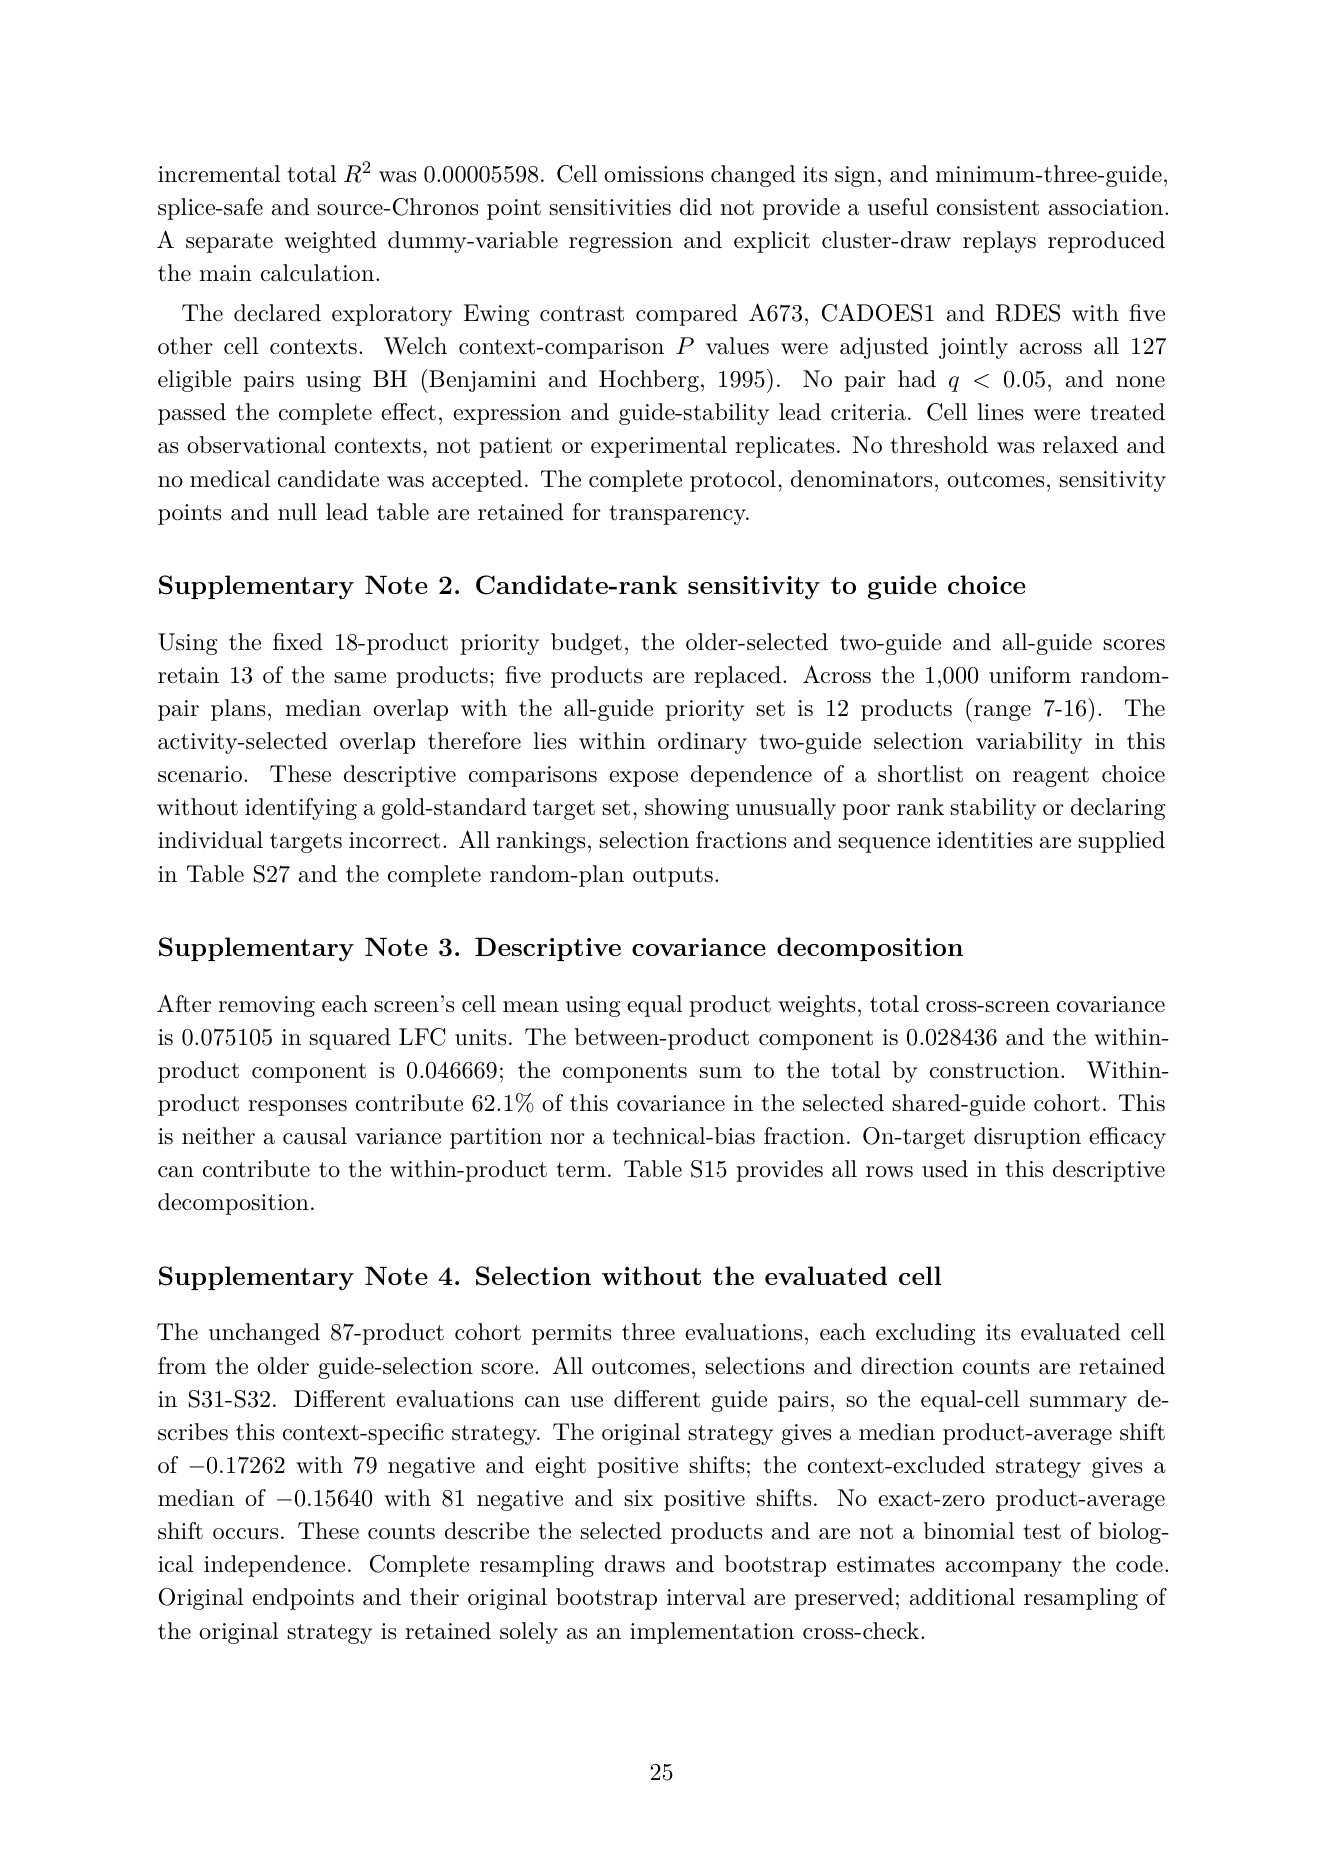 incremental total R² was 0.00005598. Cell omissions changed its sign, and minimum-three-guide,
splice-safe and source-Chronos point sensitivities did not provide a useful consistent association.
A separate weighted dummy-variable regression and explicit cluster-draw replays reproduced
the main calculation.
The declared exploratory Ewing contrast compared A673, CADOES1 and RDES with five
other cell contexts. Welch context-comparison P values were adjusted jointly across all 127
eligible pairs using BH (Benjamini and Hochberg, 1995). No pair had q < 0.05, and none
passed the complete effect, expression and guide-stability lead criteria. Cell lines were treated
as observational contexts, not patient or experimental replicates. No threshold was relaxed and
no medical candidate was accepted. The complete protocol, denominators, outcomes, sensitivity
points and null lead table are retained for transparency.
Supplementary Note 2. Candidate-rank sensitivity to guide choice
Using the fixed 18-product priority budget, the older-selected two-guide and all-guide scores
retain 13 of the same products; five products are replaced. Across the 1,000 uniform random-
pair plans, median overlap with the all-guide priority set is 12 products (range 7-16). The
activity-selected overlap therefore lies within ordinary two-guide selection variability in this
scenario. These descriptive comparisons expose dependence of a shortlist on reagent choice
without identifying a gold-standard target set, showing unusually poor rank stability or declaring
individual targets incorrect. All rankings, selection fractions and sequence identities are supplied
in Table S27 and the complete random-plan outputs.
Supplementary Note 3. Descriptive covariance decomposition
After removing each screen's cell mean using equal product weights, total cross-screen covariance
is 0.075105 in squared LFC units. The between-product component is 0.028436 and the within-
product component is 0.046669; the components sum to the total by construction. Within-
product responses contribute 62.1% of this covariance in the selected shared-guide cohort. This
is neither a causal variance partition nor a technical-bias fraction. On-target disruption efficacy
can contribute to the within-product term. Table S15 provides all rows used in this descriptive
decomposition.
Supplementary Note 4. Selection without the evaluated cell
The unchanged 87-product cohort permits three evaluations, each excluding its evaluated cell
from the older guide-selection score. All outcomes, selections and direction counts are retained
in S31-S32. Different evaluations can use different guide pairs, so the equal-cell summary de-
scribes this context-specific strategy. The original strategy gives a median product-average shift
of −0.17262 with 79 negative and eight positive shifts; the context-excluded strategy gives a
median of −0.15640 with 81 negative and six positive shifts. No exact-zero product-average
shift occurs. These counts describe the selected products and are not a binomial test of biolog-
ical independence. Complete resampling draws and bootstrap estimates accompany the code.
Original endpoints and their original bootstrap interval are preserved; additional resampling of
the original strategy is retained solely as an implementation cross-check.
25